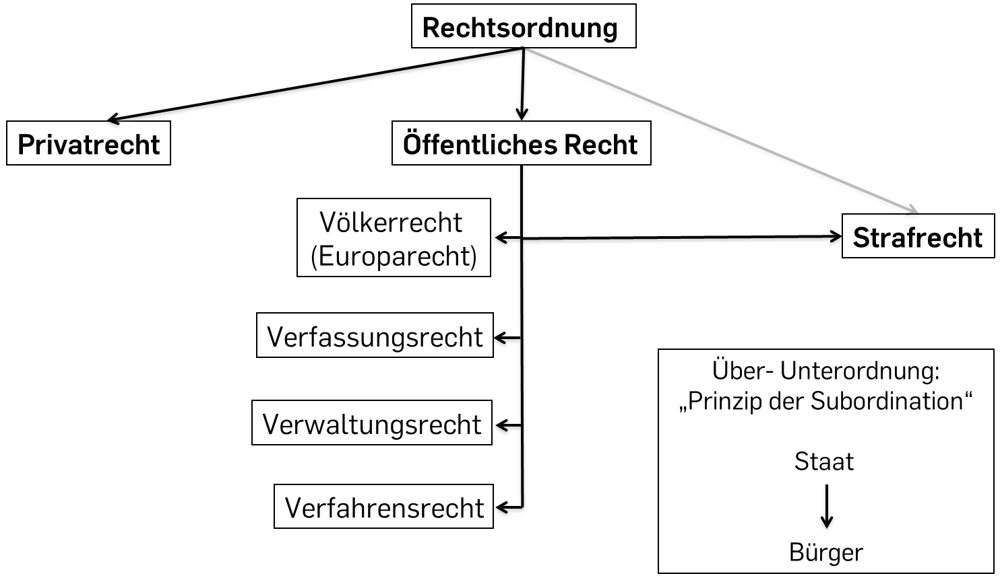 Rechtsordnung
Privatrecht
Öffentliches Recht
Völkerrecht
(Europarecht)
Strafrecht
Verfassungsrecht
Verwaltungsrecht
Verfahrensrecht
Über- Unterordnung:
„Prinzip der Subordination“
Staat
Bürger